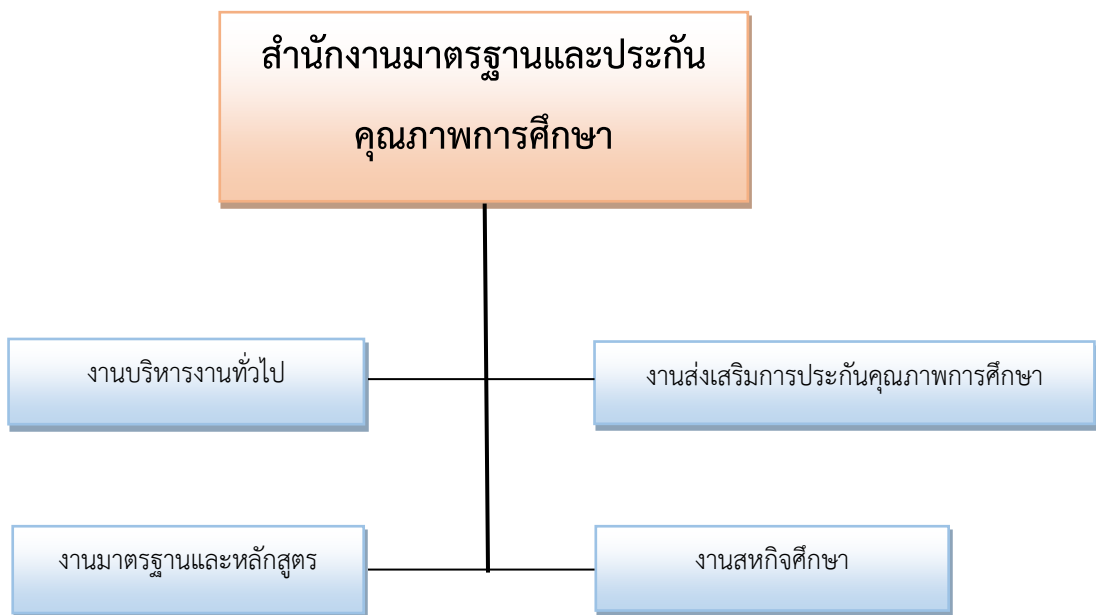 สำนักงานมาตรฐานและประกัน
คุณภาพการศึกษา
งานบริหารงานทั่วไป
งานส่งเสริมการประกันคุณภาพการศึกษา
งานมาตรฐานและหลักสูตร
งานสหกิจศึกษา